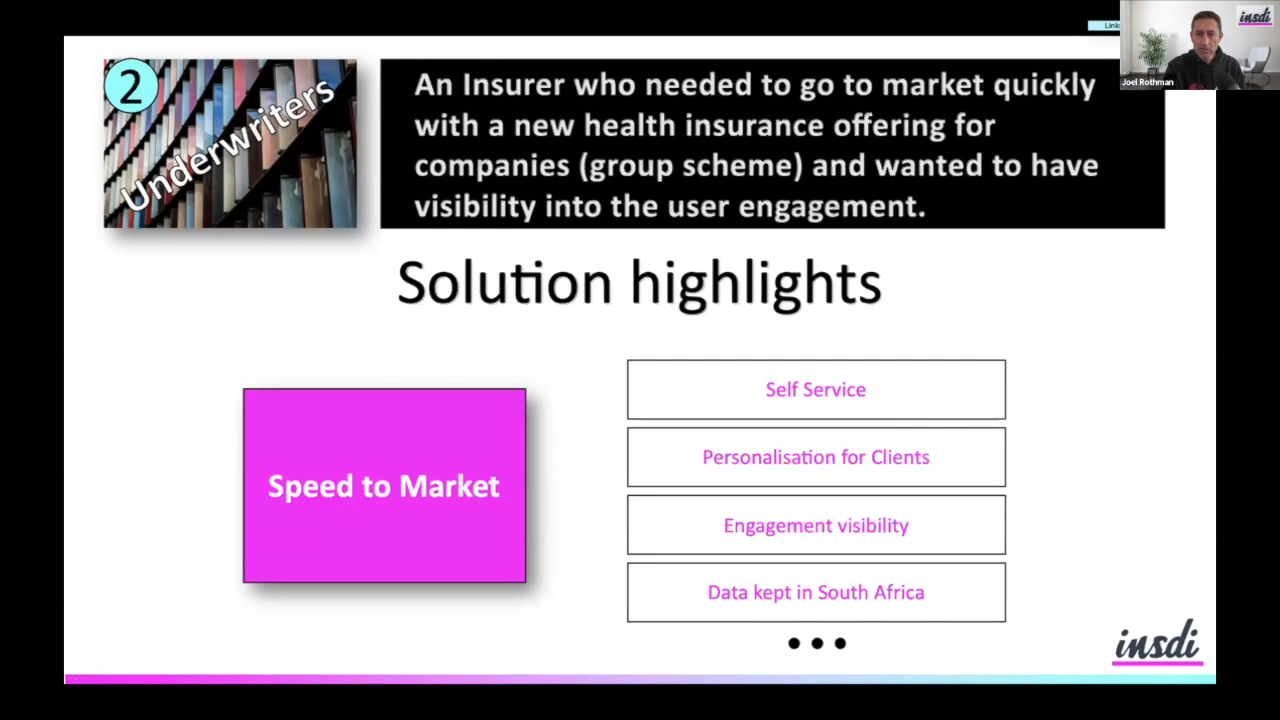 Link
insdi
Joel Rothman
2
Underwriters
An Insurer who needed to go to market quickly
with a new health insurance offering for
companies (group scheme) and wanted to have
visibility into the user engagement.
Solution highlights
Speed to Market
Self Service
Personalisation for Clients
Engagement visibility
Data kept in South Africa
•••
insdi